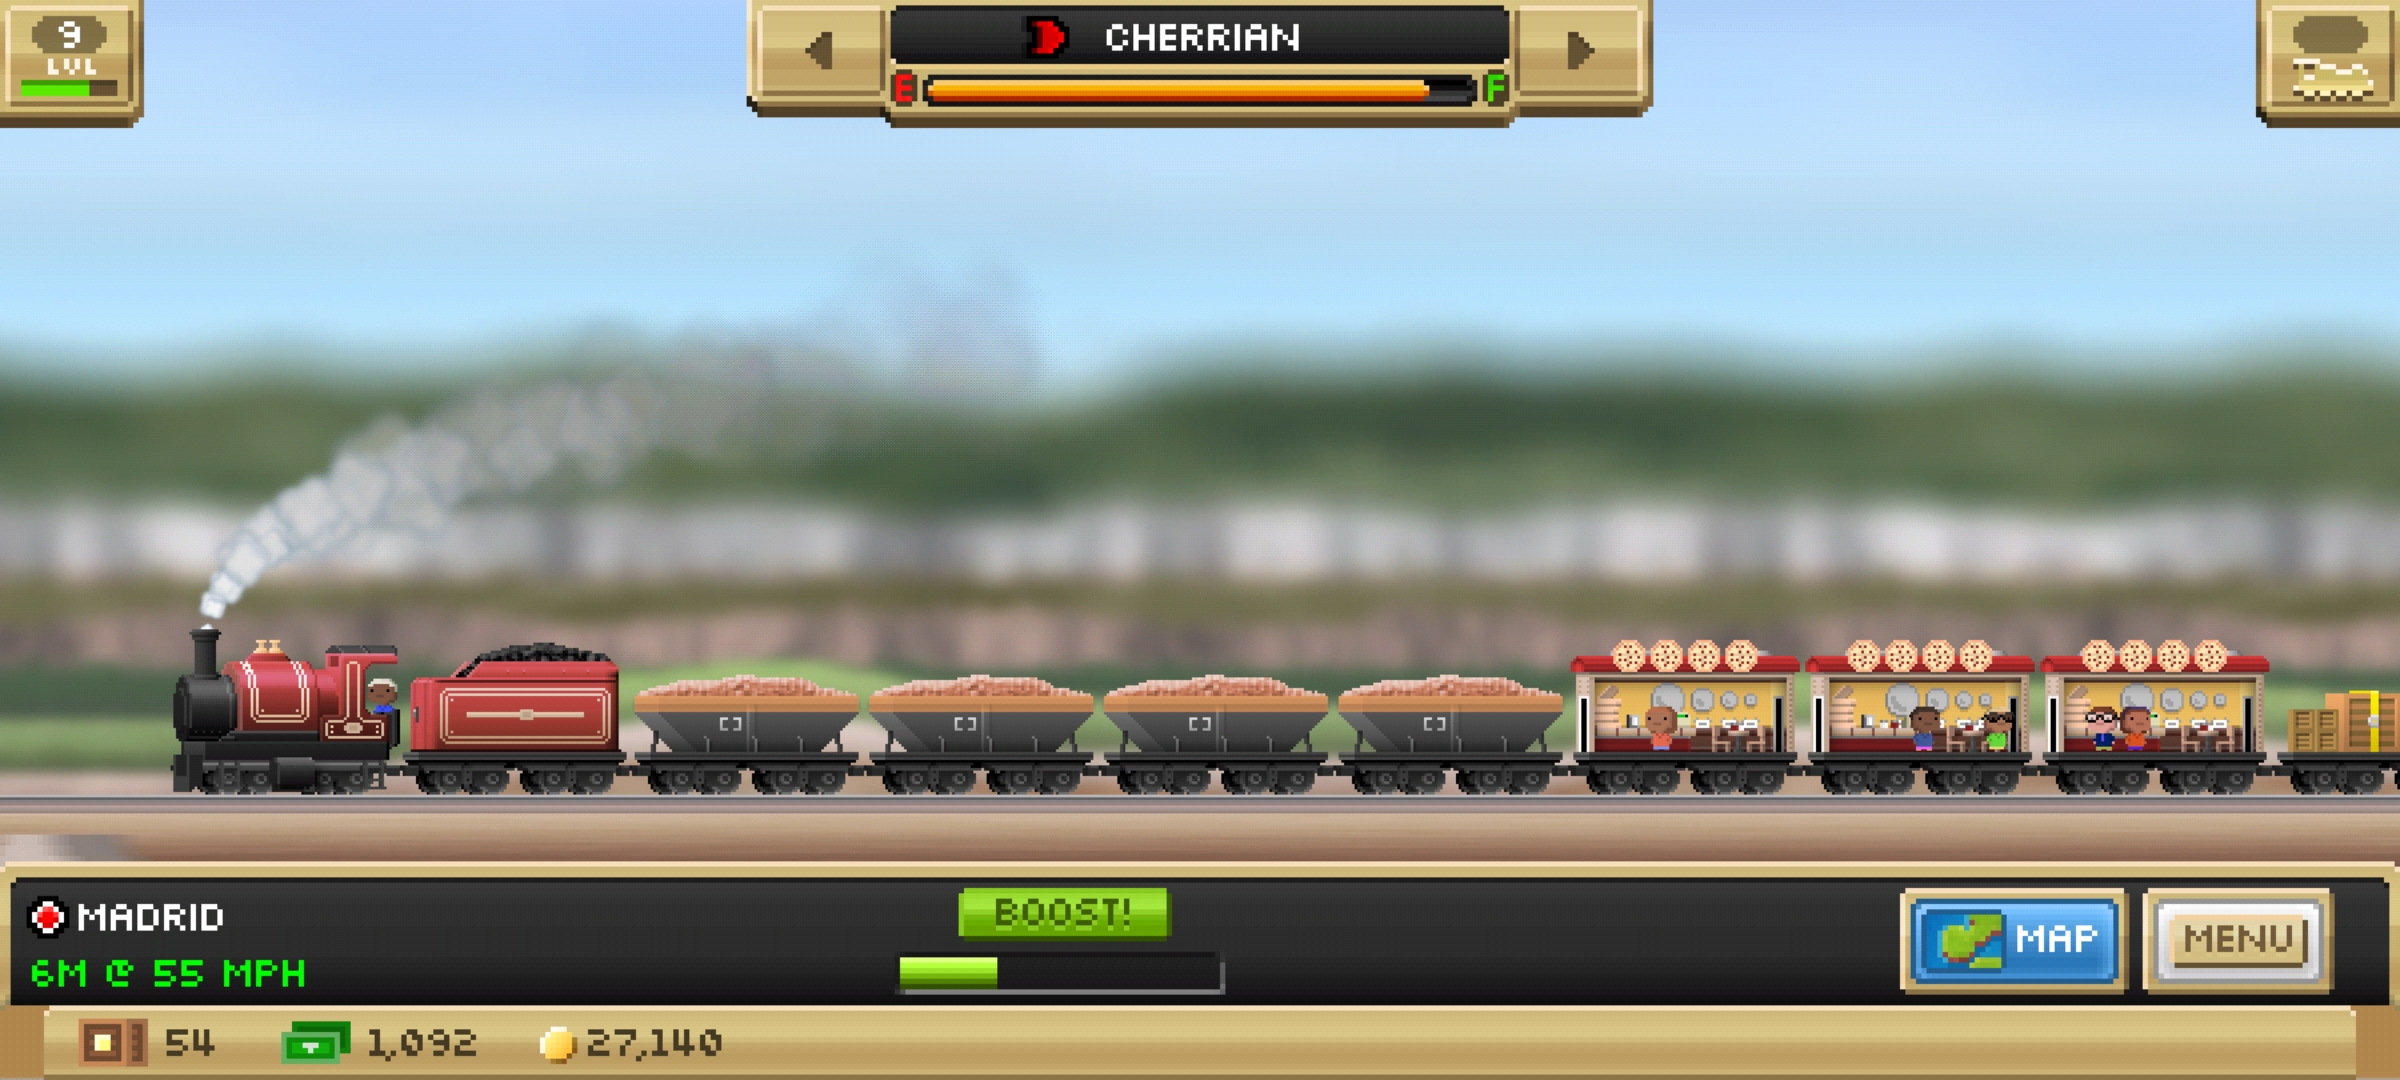 9
LVL
CHERRIAN
E F
MADRID
6M @ 55 MPH
BOOST!
MAP
MENU
54
1,092
27,140